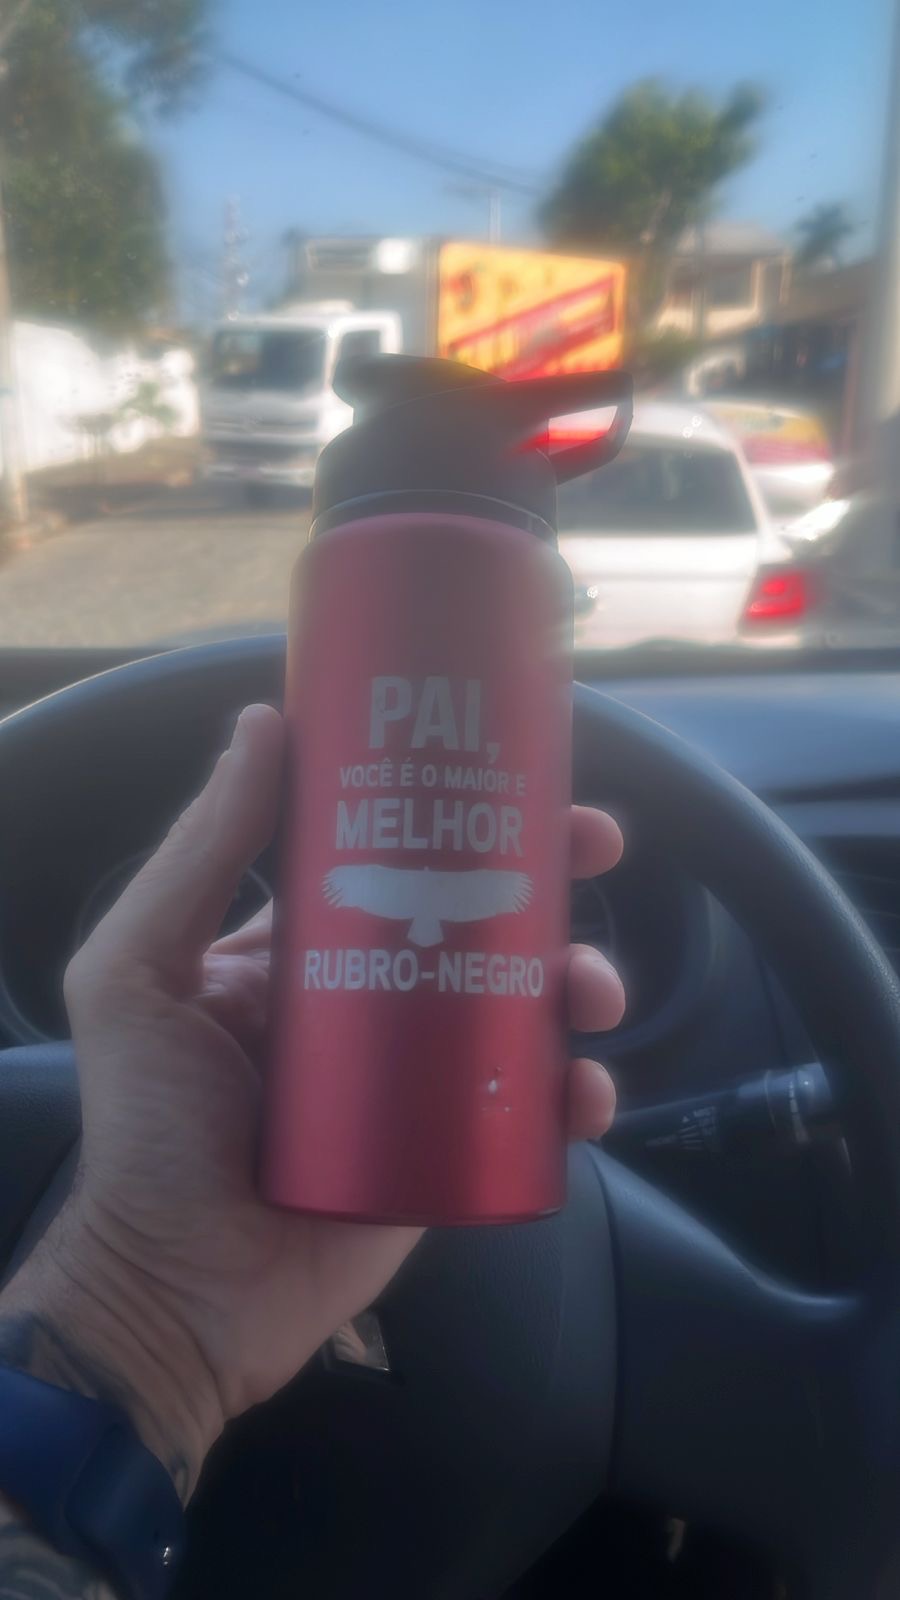 PAI,
VOCÊ É O MAIOR E
MELHOR
RUBRO-NEGRO